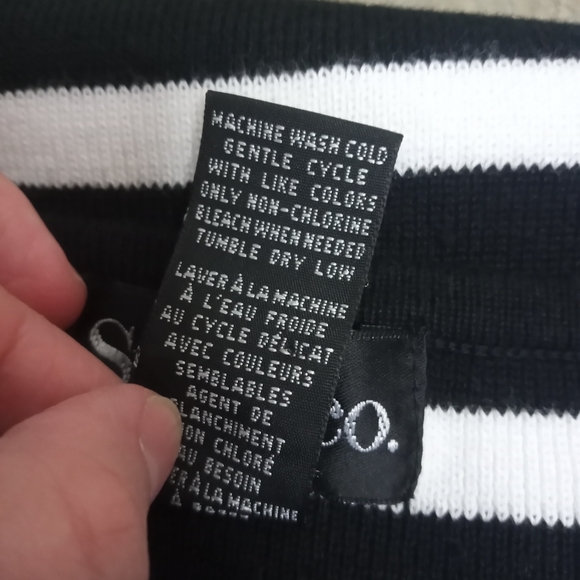 MACHINE WASH COLD
GENTLE CYCLE
WITH LIKE COLORS
ONLY NON-CHLORINE
BLEACH WHEN NEEDED
TUMBLE DRY LOW
LAVER À LA MACHINE
À L'EAU FROIDE
AU CYCLE DÉLICAT
AVEC COULEURS
SEMBLABLES
AGENT DE
BLANCHIMENT
NON CHLORÉ
AU BESOIN
À LA MACHINE
S
CO.